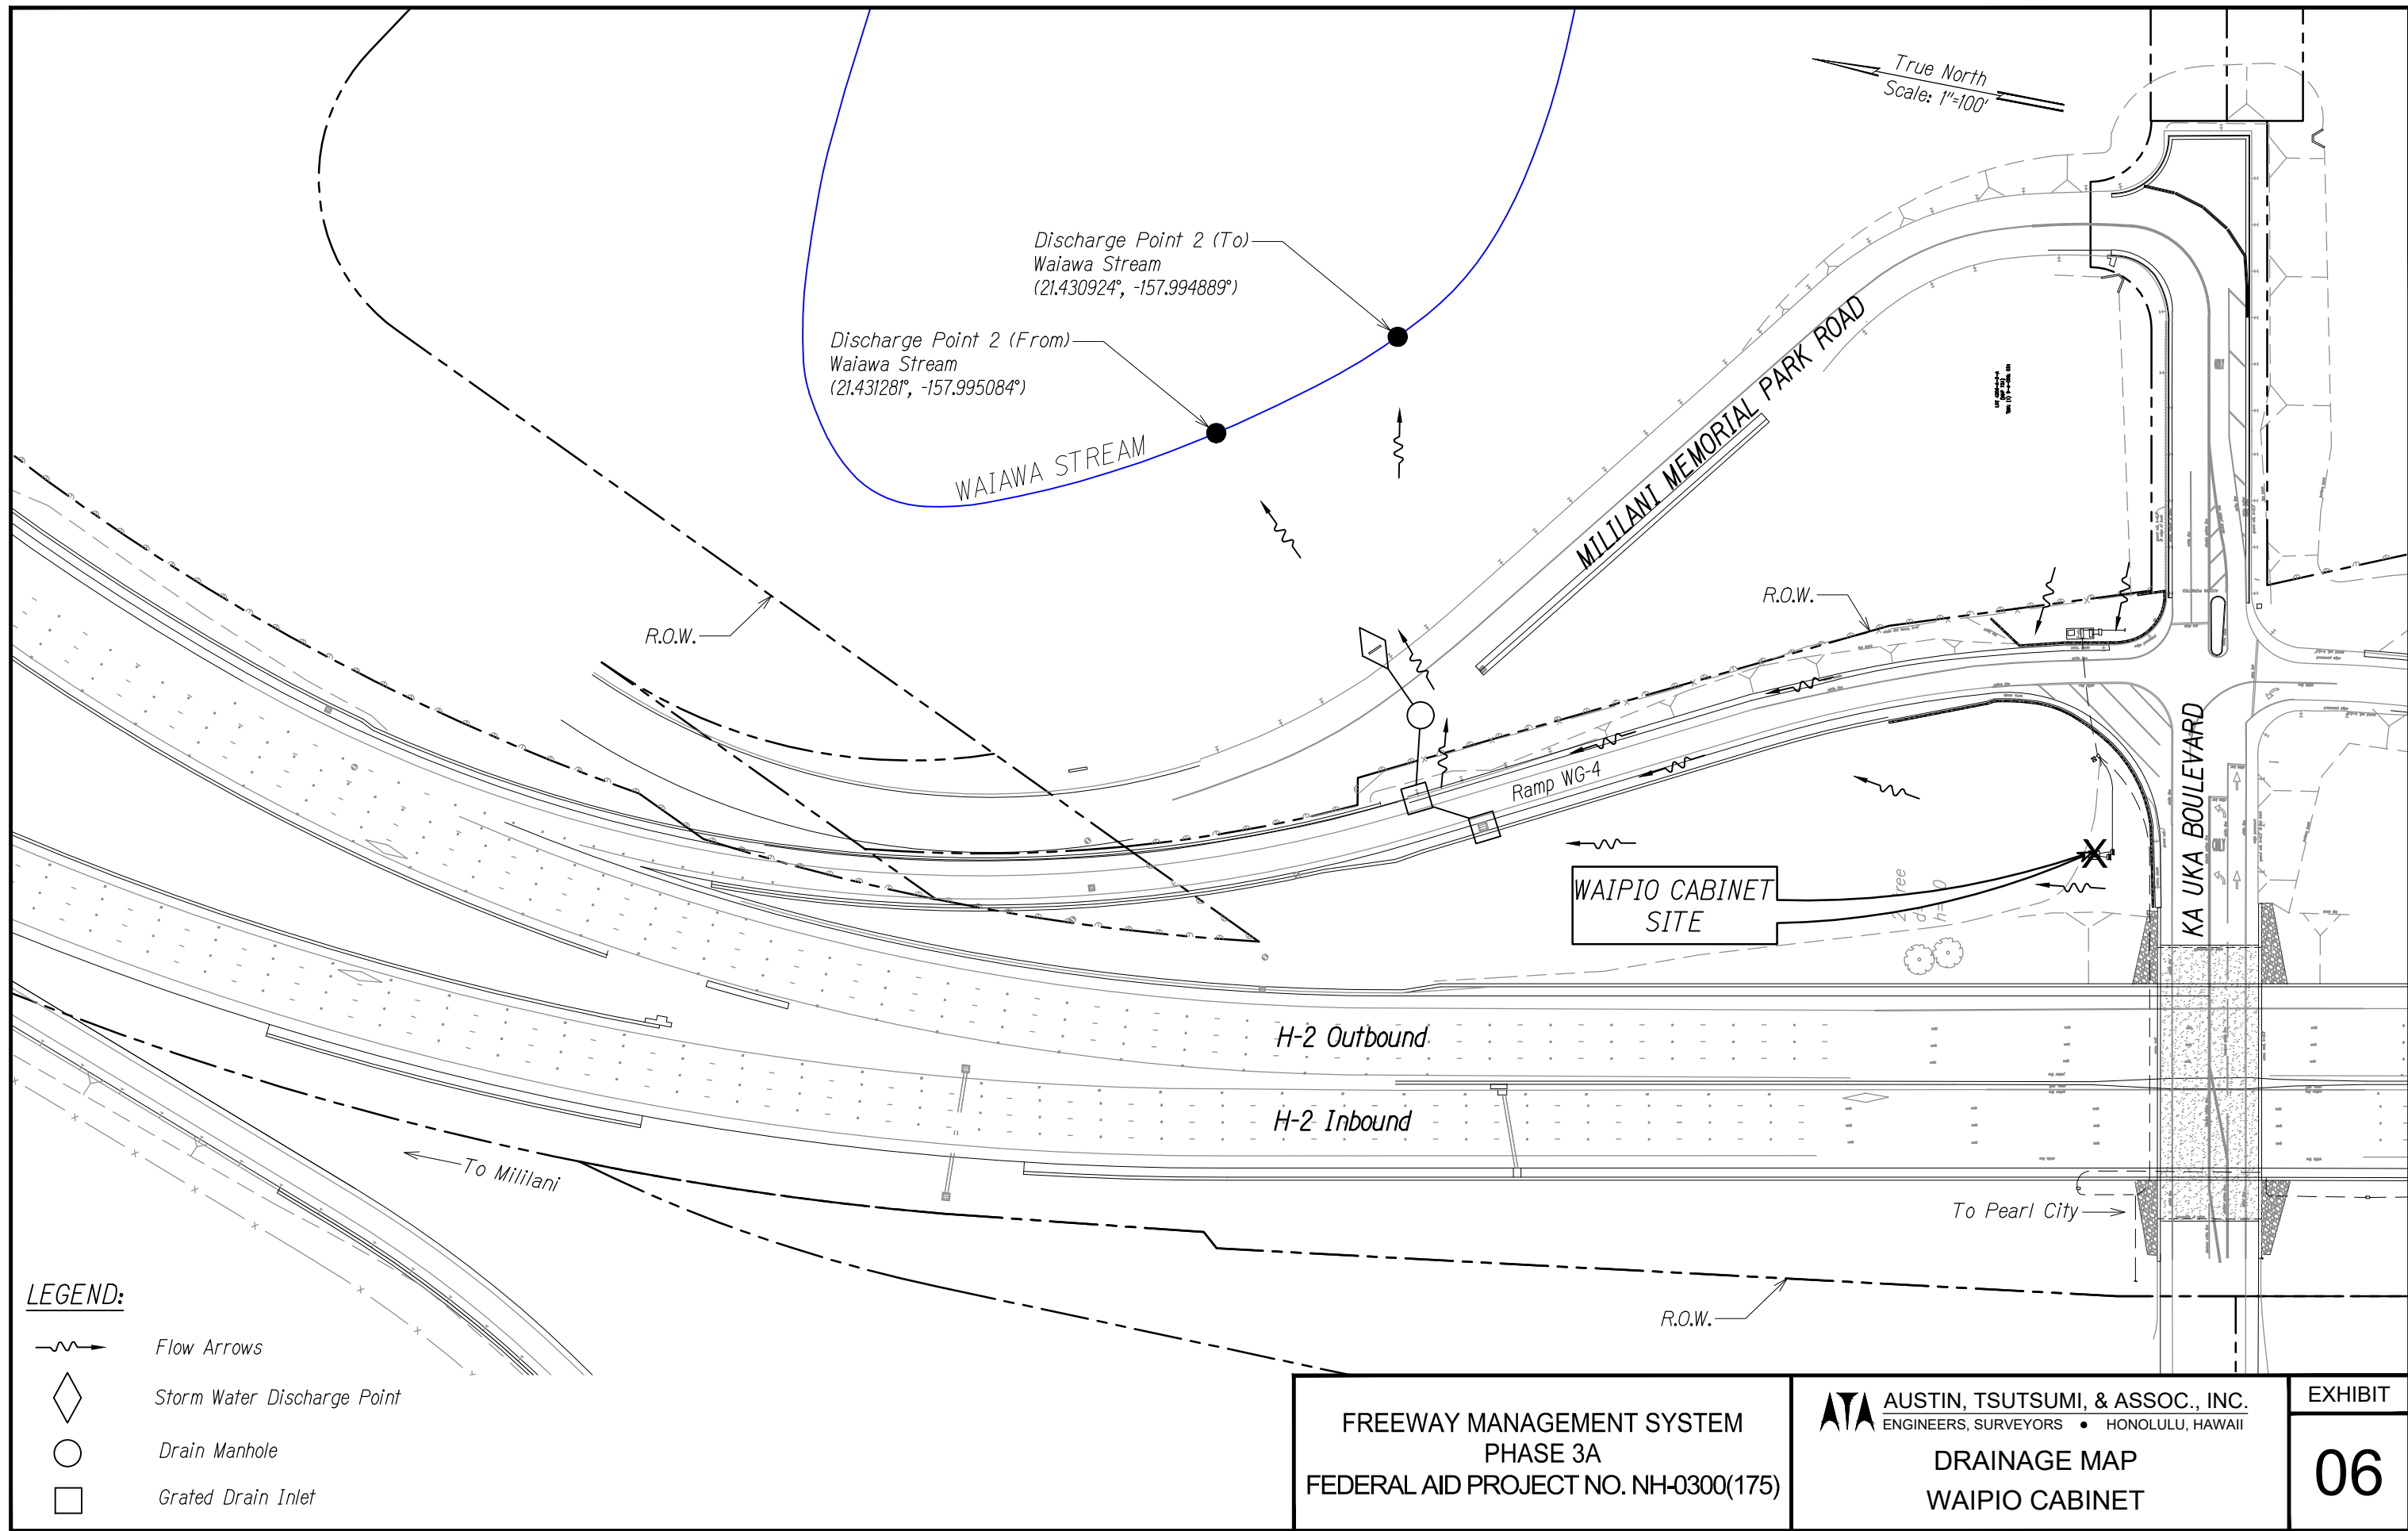 True North
Scale: 1"=100'
Discharge Point 2 (To)
Waiawa Stream
(21.430924°, -157.994889°)
Discharge Point 2 (From)
Waiawa Stream
(21.431281°, -157.995084°)
WAIAWA STREAM
MILILANI MEMORIAL PARK ROAD
R.O.W.
R.O.W.
Ramp WG-4
KA UKA BOULEVARD
ONLY
WAIPIO CABINET
SITE
H-2 Outbound
H-2 Inbound
To Mililani
To Pearl City
R.O.W.
LEGEND:
Flow Arrows
Storm Water Discharge Point
Drain Manhole
Grated Drain Inlet
FREEWAY MANAGEMENT SYSTEM
PHASE 3A
FEDERAL AID PROJECT NO. NH-0300(175)
ATA AUSTIN, TSUTSUMI, & ASSOC., INC.
ENGINEERS, SURVEYORS • HONOLULU, HAWAII
DRAINAGE MAP
WAIPIO CABINET
EXHIBIT
06